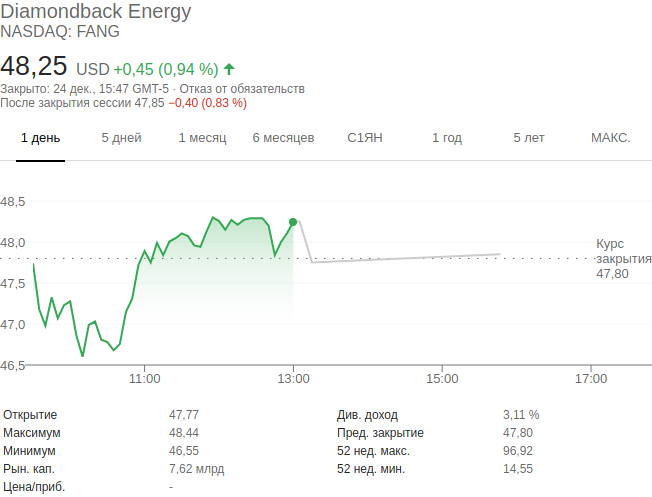 Diamondback Energy
NASDAQ: FANG
48,25 USD +0,45 (0,94 %)
Закрыто: 24 дек., 15:47 GMT-5 · Отказ от обязательств
После закрытия сессии 47,85 −0,40 (0,83 %)
1 день 5 дней 1 месяц 6 месяцев С1ЯН 1 год 5 лет МАКС.
48,5
48,0
47,5
47,0
46,5
Курс
закрытия
47,80
11:00 13:00 15:00 17:00
Открытие 47,77 Див. доход 3,11 %
Максимум 48,44 Пред. закрытие 47,80
Минимум 46,55 52 нед. макс. 96,92
Рын. кап. 7,62 млрд 52 нед. мин. 14,55
Цена/приб. -